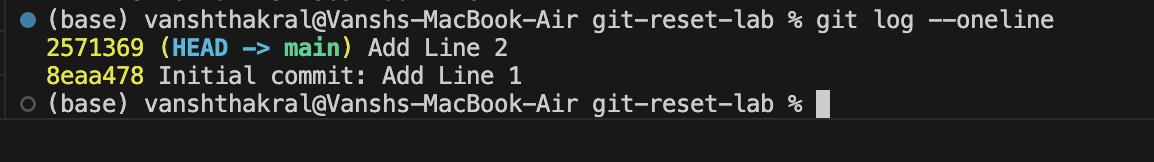 (base) vanshthakral@Vanshs-MacBook-Air git-reset-lab % git log --oneline
2571369 (HEAD -> main) Add Line 2
8eaa478 Initial commit: Add Line 1
(base) vanshthakral@Vanshs-MacBook-Air git-reset-lab %